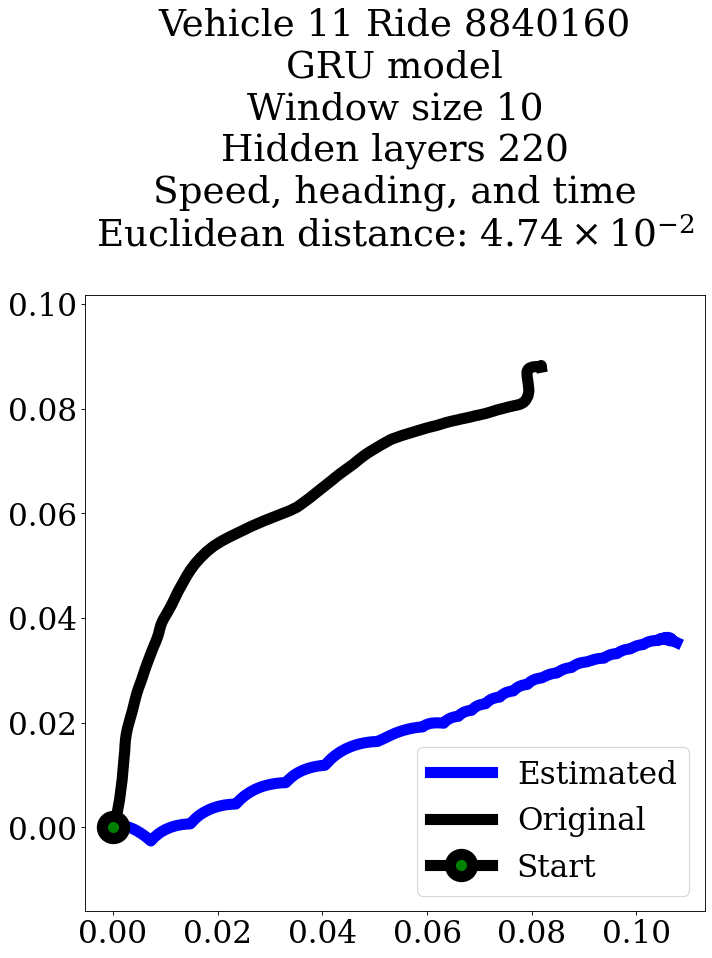 Vehicle 11 Ride 8840160
GRU model
Window size 10
Hidden layers 220
Speed, heading, and time
Euclidean distance: 4.74 × 10⁻²
0.10
0.08
0.06
0.04
0.02
0.00
Estimated
Original
Start
0.00 0.02 0.04 0.06 0.08 0.10